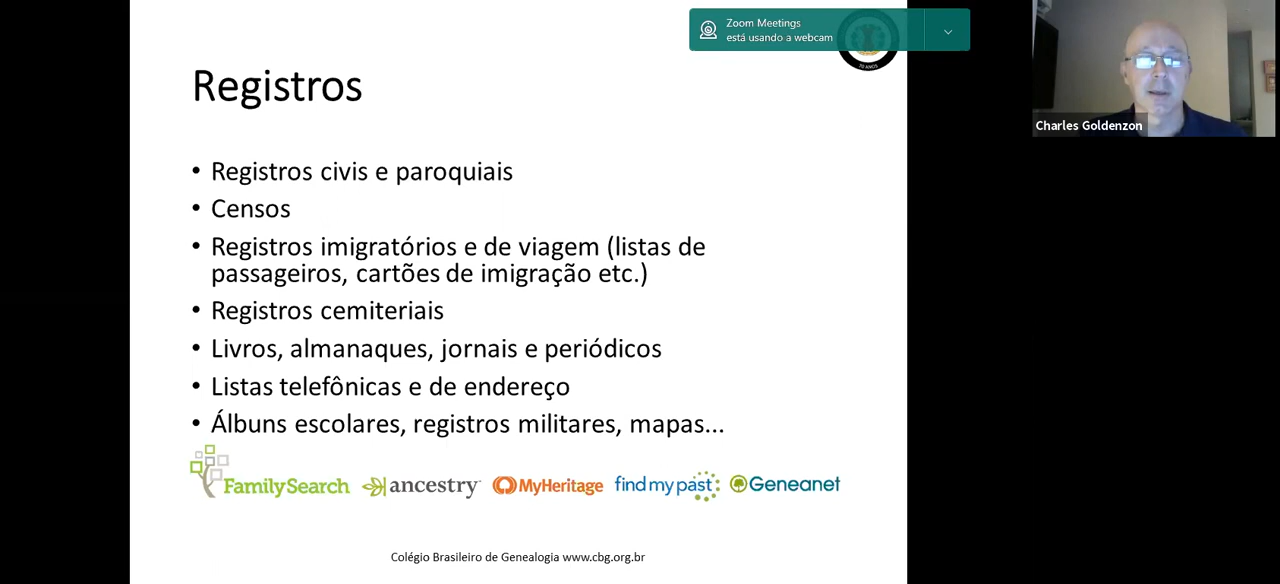 Zoom Meetings
está usando a webcam
70 ANOS
Registros
• Registros civis e paroquiais
• Censos
• Registros imigratórios e de viagem (listas de
passageiros, cartões de imigração etc.)
• Registros cemiteriais
• Livros, almanaques, jornais e periódicos
• Listas telefônicas e de endereço
• Álbuns escolares, registros militares, mapas...
FamilySearch ancestry MyHeritage findmypast Geneanet
Colégio Brasileiro de Genealogia www.cbg.org.br
Charles Goldenzon